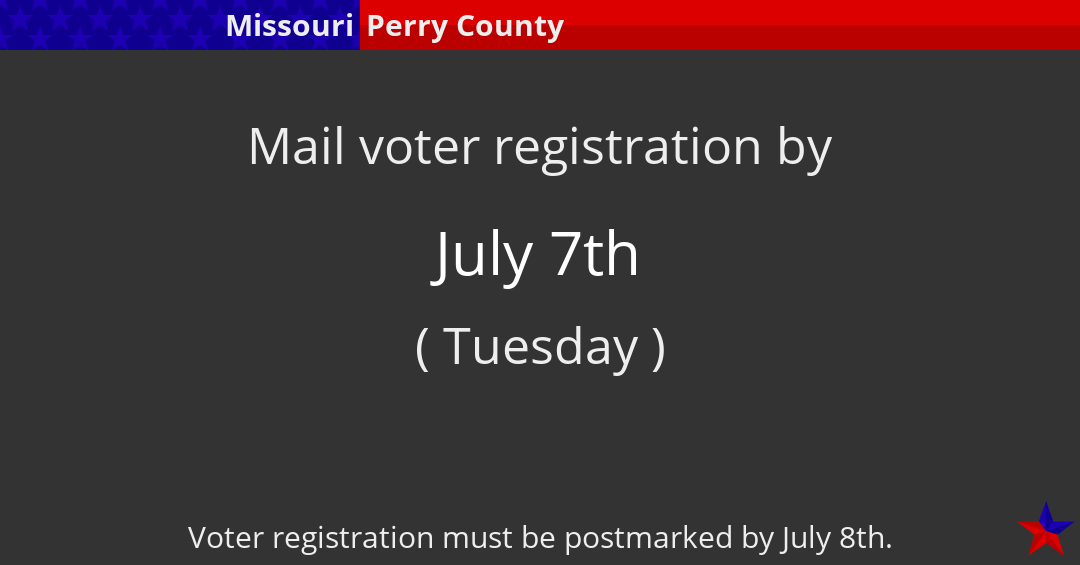 Missouri Perry County
Mail voter registration by
July 7th
( Tuesday )
Voter registration must be postmarked by July 8th.